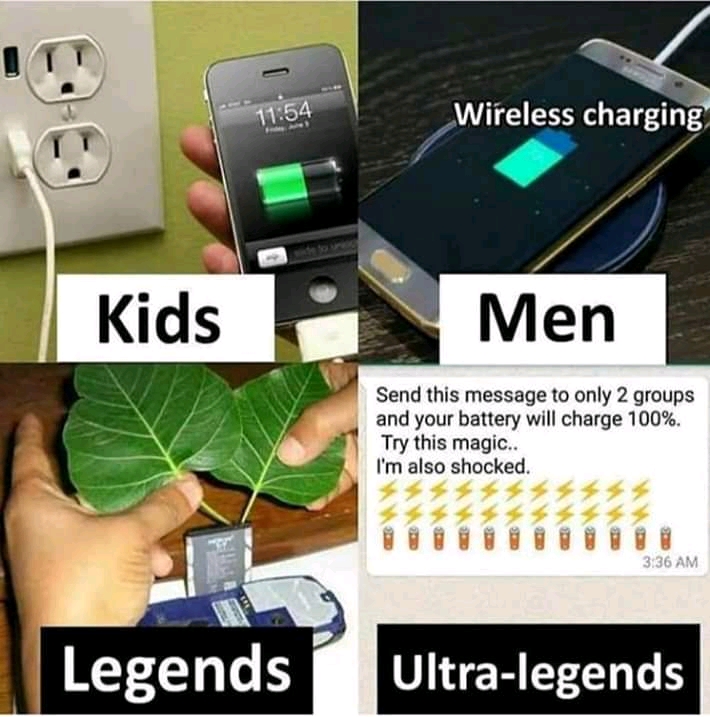 11:54
Kids
Wireless charging
Men
Legends
Send this message to only 2 groups
and your battery will charge 100%.
Try this magic..
I'm also shocked.
3:36 AM
Ultra-legends